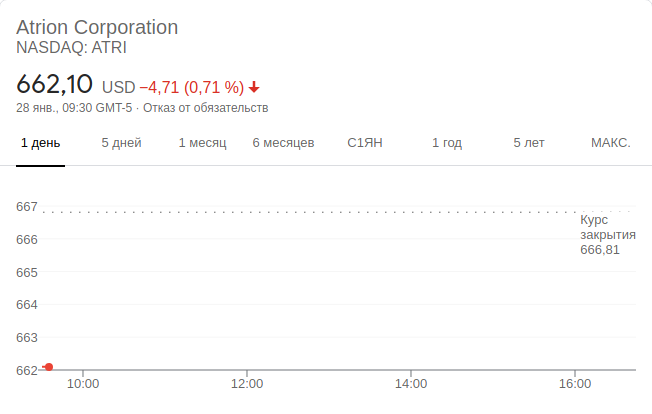 Atrion Corporation
NASDAQ: ATRI
662,10 USD −4,71 (0,71 %)
28 янв., 09:30 GMT-5 · Отказ от обязательств
1 день 5 дней 1 месяц 6 месяцев С1ЯН 1 год 5 лет МАКС.
667
Курс
закрытия
666,81
666
665
664
663
662
10:00 12:00 14:00 16:00